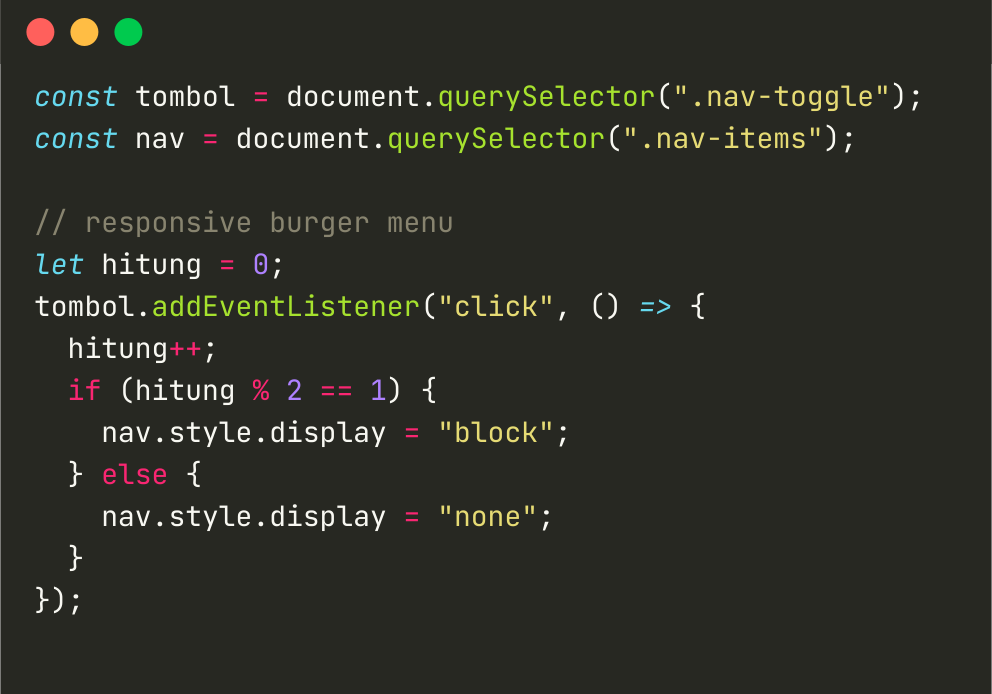 const tombol = document.querySelector(".nav-toggle");
const nav = document.querySelector(".nav-items");

// responsive burger menu
let hitung = 0;
tombol.addEventListener("click", () => {
  hitung++;
  if (hitung % 2 == 1) {
    nav.style.display = "block";
  } else {
    nav.style.display = "none";
  }
});